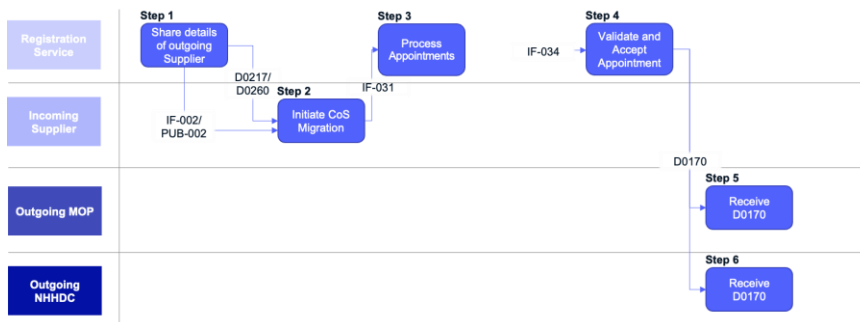 Step 1
Step 3
Step 4
Registration
Service
Share details
of outgoing
Supplier
Process
Appointments
IF-034
Validate and
Accept
Appointment
D0217/
D0260
Step 2
IF-031
Incoming
Supplier
IF-002/
PUB-002
Initiate CoS
Migration
D0170
Step 5
Outgoing MOP
Receive
D0170
Step 6
Outgoing
NHHDC
Receive
D0170